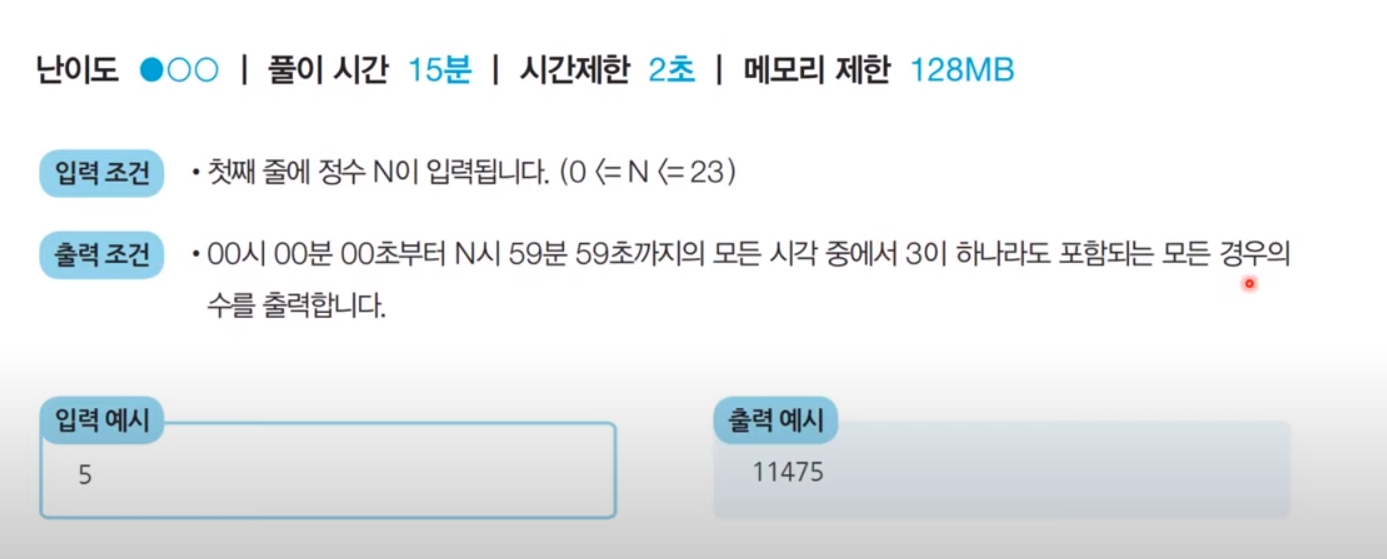 난이도 ●○○ | 풀이 시간 15분 | 시간제한 2초 | 메모리 제한 128MB
입력 조건 • 첫째 줄에 정수 N이 입력됩니다. (0 <= N <= 23)
출력 조건 • 00시 00분 00초부터 N시 59분 59초까지의 모든 시각 중에서 3이 하나라도 포함되는 모든 경우의
수를 출력합니다.
입력 예시
5
출력 예시
11475